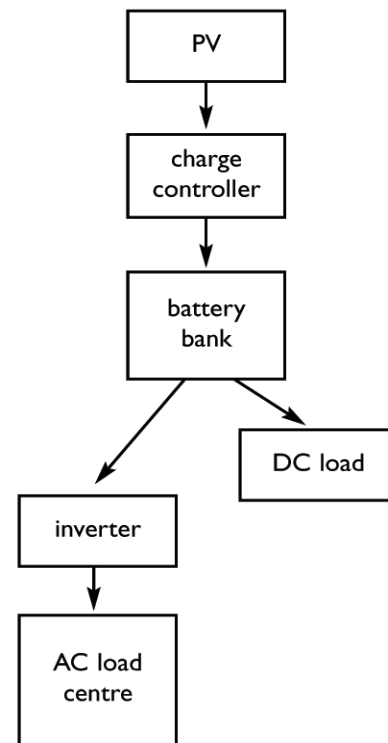 PV
charge
controller
battery
bank
DC load
inverter
AC load
centre